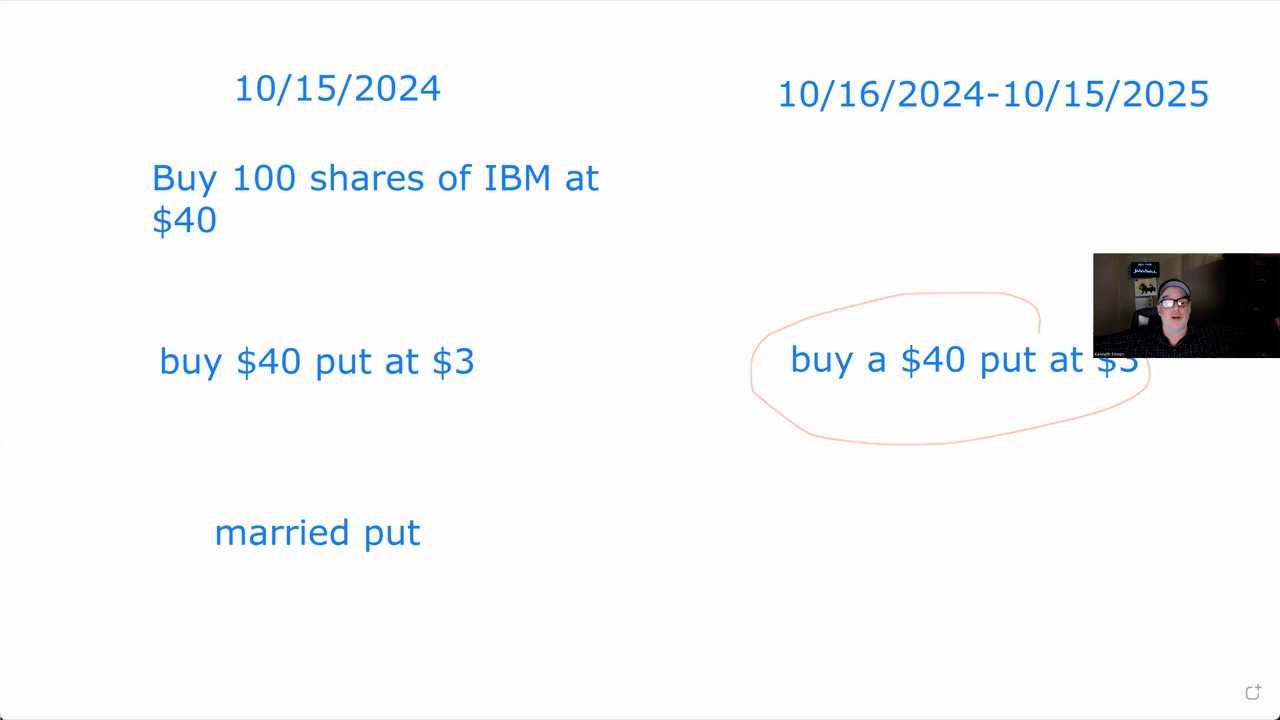 10/15/2024
10/16/2024-10/15/2025
Buy 100 shares of IBM at
$40
buy $40 put at $3
buy a $40 put at $3
married put